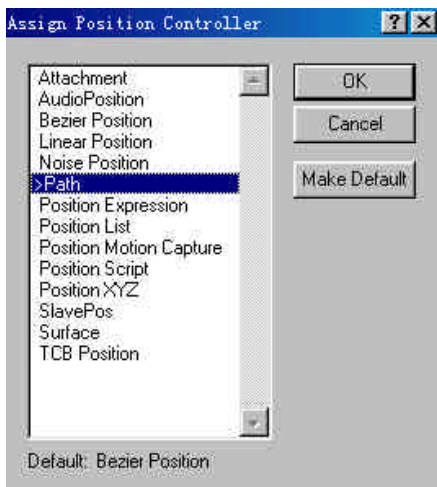 Assign Position Controller
Attachment
AudioPosition
Bezier Position
Linear Position
Noise Position
>Path
Position Expression
Position List
Position Motion Capture
Position Script
Position XYZ
SlavePos
Surface
TCB Position
OK
Cancel
Make Default
Default: Bezier Position